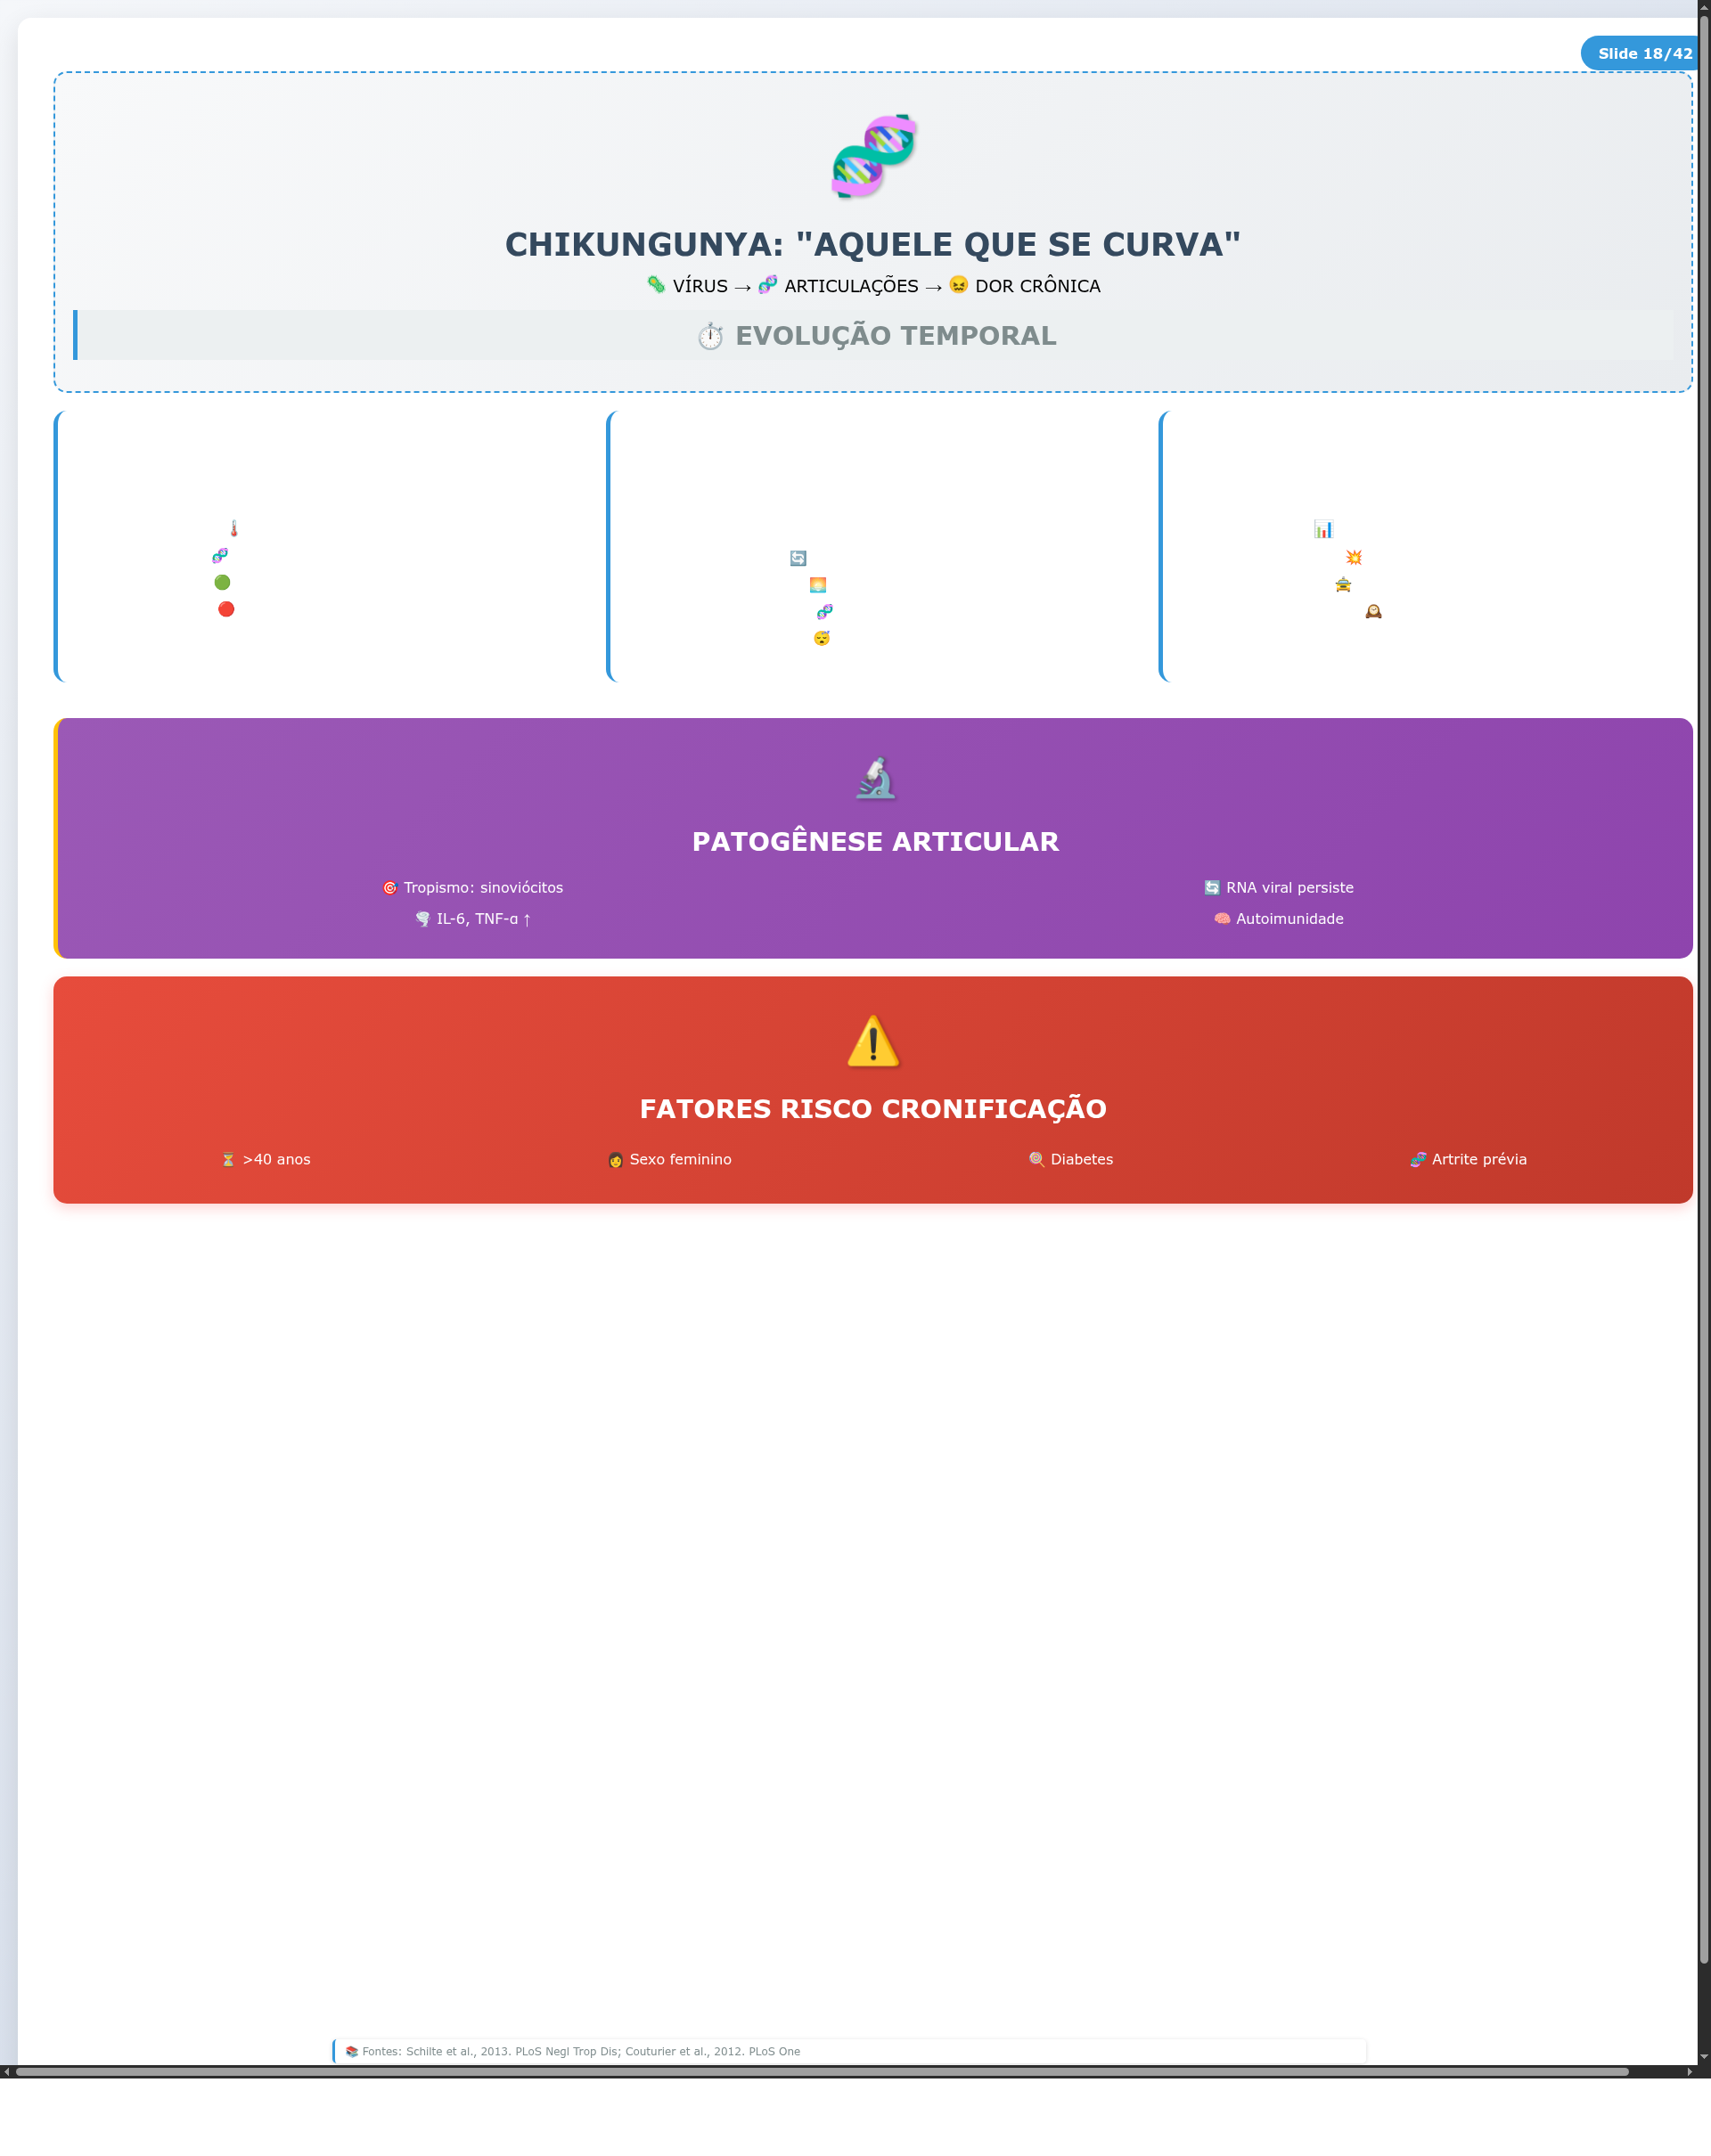 Slide 18/42
CHIKUNGUNYA: "AQUELE QUE SE CURVA"
🦠 VÍRUS → 🧬 ARTICULAÇÕES → 😖 DOR CRÔNICA
⏱️ EVOLUÇÃO TEMPORAL
PATOGÊNESE ARTICULAR
🎯 Tropismo: sinoviócitos
🔄 RNA viral persiste
🌪️ IL-6, TNF-α ↑
🧠 Autoimunidade
FATORES RISCO CRONIFICAÇÃO
⏳ >40 anos
👩 Sexo feminino
🍭 Diabetes
🧬 Artrite prévia
📚 Fontes: Schilte et al., 2013. PLoS Negl Trop Dis; Couturier et al., 2012. PLoS One